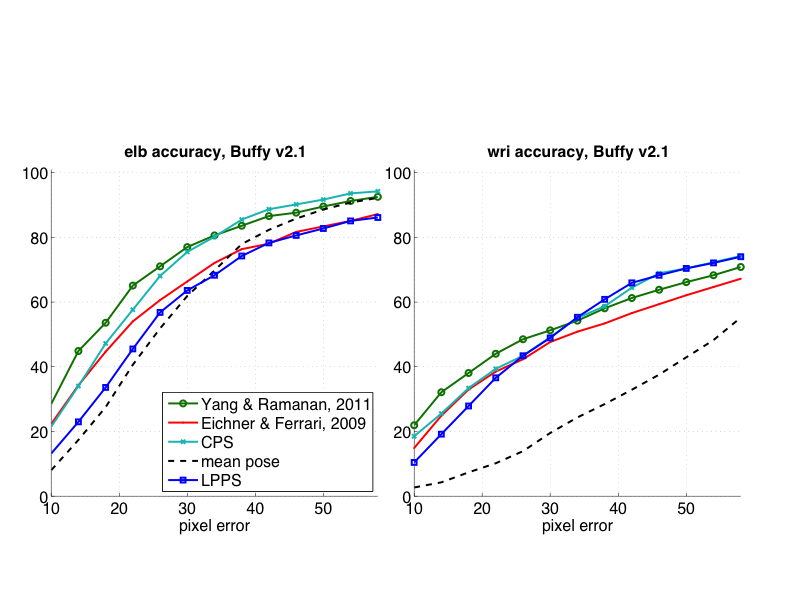 elb accuracy, Buffy v2.1
100
80
60
40
20
0
10 20 30 40 50
pixel error
Yang & Ramanan, 2011
Eichner & Ferrari, 2009
CPS
mean pose
LPPS
wri accuracy, Buffy v2.1
100
80
60
40
20
0
10 20 30 40 50
pixel error